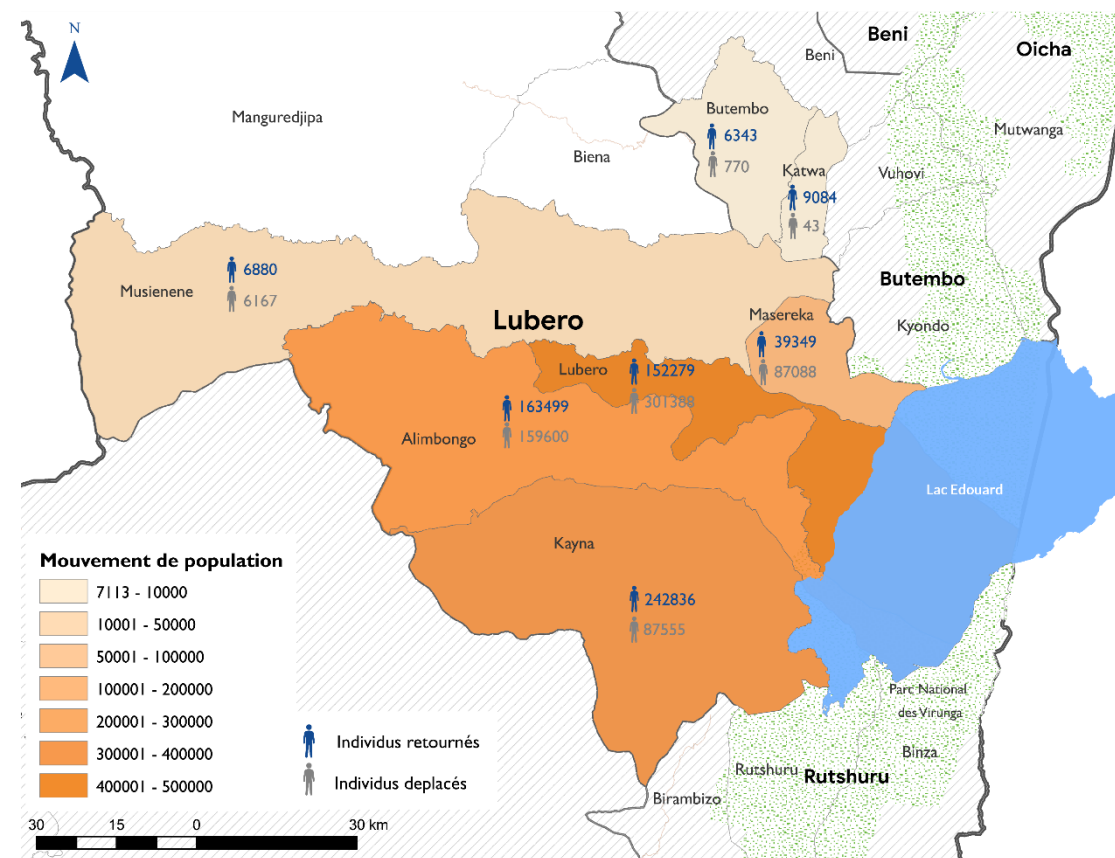 N
Beni
Oicha
Beni
Manguredjipa
Butembo
6343
770
Biena
Mutwanga
Katwa
9084
43
Vuhovi
Musienene
6880
6167
Butembo
Kyondo
Lubero
Masereka
39349
87088
Lubero
152279
301388
163499
159600
Alimbongo
Lac Edouard
Kayna
242836
87555
Mouvement de population
7113 - 10000
10001 - 50000
50001 - 100000
100001 - 200000
200001 - 300000
300001 - 400000
400001 - 500000
Individus retournés
Individus deplacés
Parc National
des Virunga
Binza
Rutshuru
Rutshuru
Birambizo
30 15 0 30 km